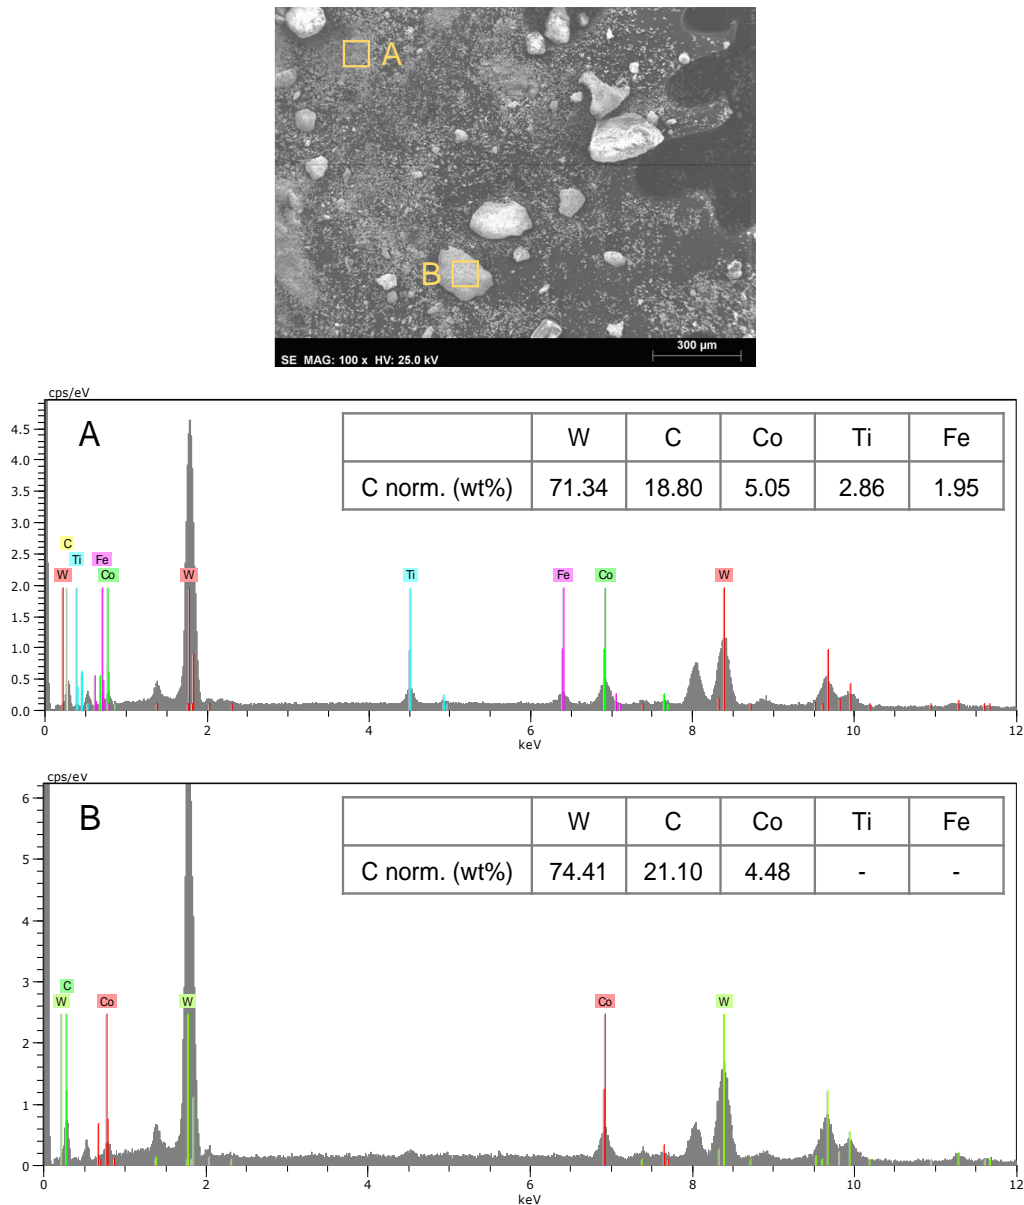 A
B
300 µm
SE MAG: 100 x HV: 25.0 kV
cps/eV
A
W C Co Ti Fe
C norm. (wt%) 71.34 18.80 5.05 2.86 1.95
4.5
4.0
3.5
3.0
2.5
2.0
1.5
1.0
0.5
0.0
C
Ti Fe
W Co W Ti Fe Co W
0 2 4 6 8 10 12
keV
cps/eV
B
W C Co Ti Fe
C norm. (wt%) 74.41 21.10 4.48 - -
6
5
4
3
2
1
0
C
W Co W Co W
0 2 4 6 8 10 12
keV